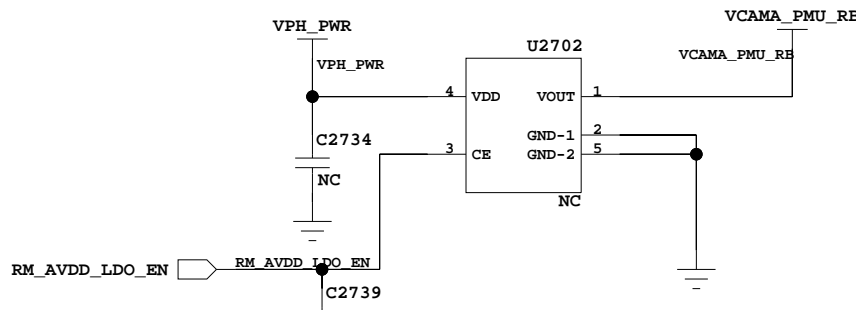 VPH_PWR
VCAMA_PMU_RB
U2702
VPH_PWR
VCAMA_PMU_RB
4 VDD VOUT 1
GND-1 2
C2734
3 CE GND-2 5
NC
NC
RM_AVDD_LDO_EN RM_AVDD_LDO_EN
C2739